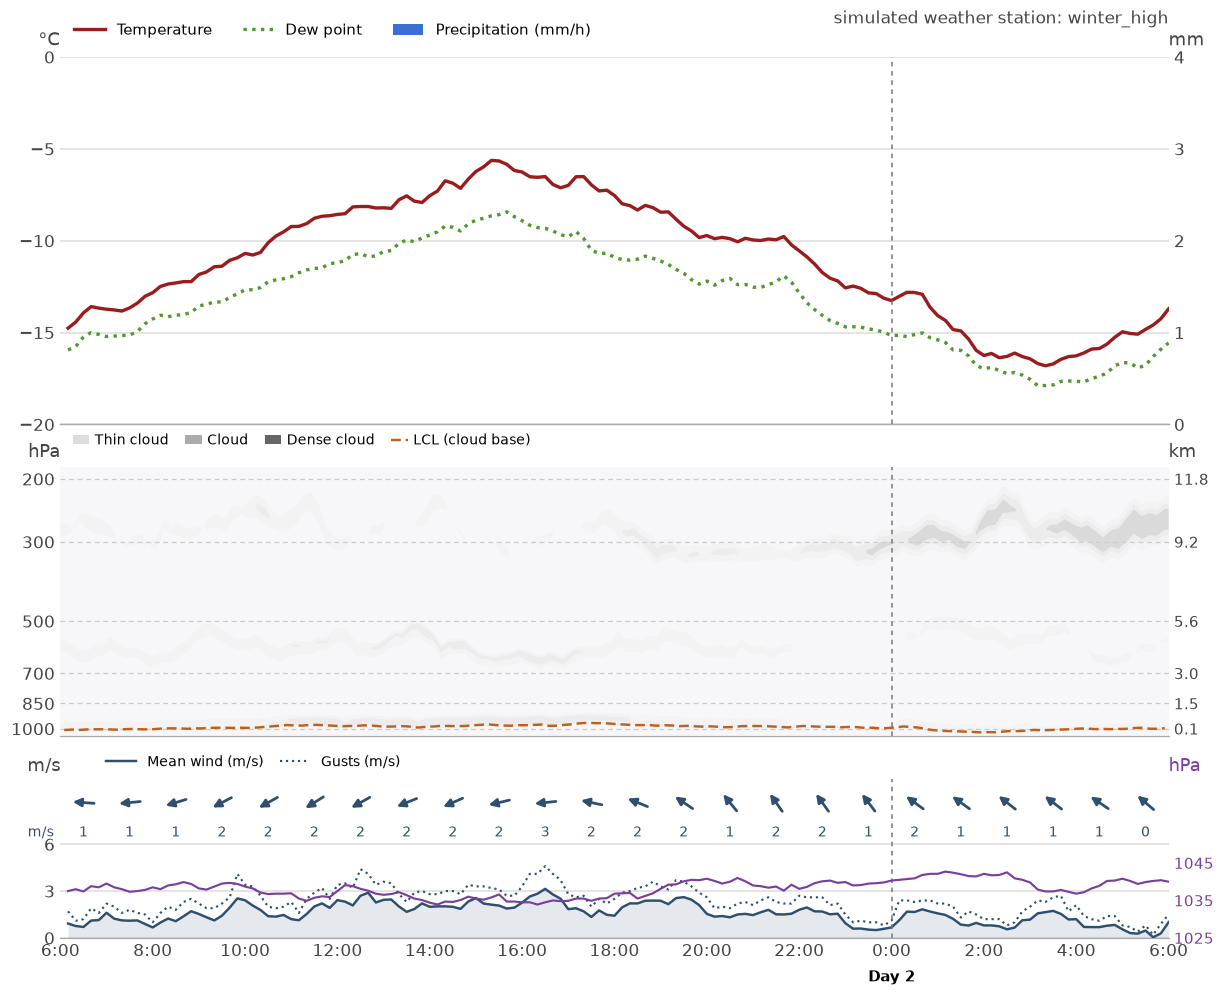 simulated weather station: winter_high
Temperature Dew point Precipitation (mm/h)
°C mm
0 4
−5 3
−10 2
−15 1
−20 0
Thin cloud Cloud Dense cloud LCL (cloud base)
hPa km
200 11.8
300 9.2
500 5.6
700 3.0
850 1.5
1000 0.1
m/s Mean wind (m/s) Gusts (m/s) hPa
m/s 1 1 1 2 2 2 2 2 2 2 3 2 2 2 1 2 2 1 2 1 1 1 1 0
6
1045
3
1035
0 1025
6:00 8:00 10:00 12:00 14:00 16:00 18:00 20:00 22:00 0:00 2:00 4:00 6:00
Day 2